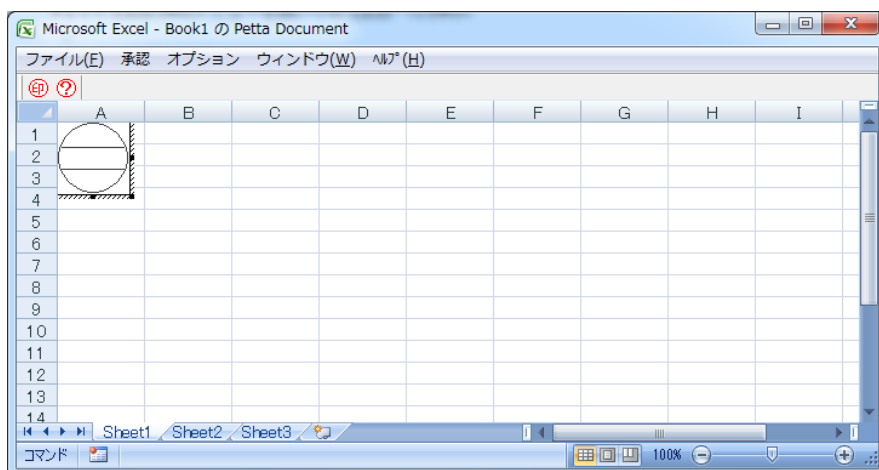 Microsoft Excel - Book1 の Petta Document
ファイル(F) 承認 オプション ウィンドウ(W) ﾍﾙﾌﾟ(H)
印 ?
A B C D E F G H I
1
2
3
4
5
6
7
8
9
10
11
12
13
14
Sheet1 Sheet2 Sheet3
コマンド 100%